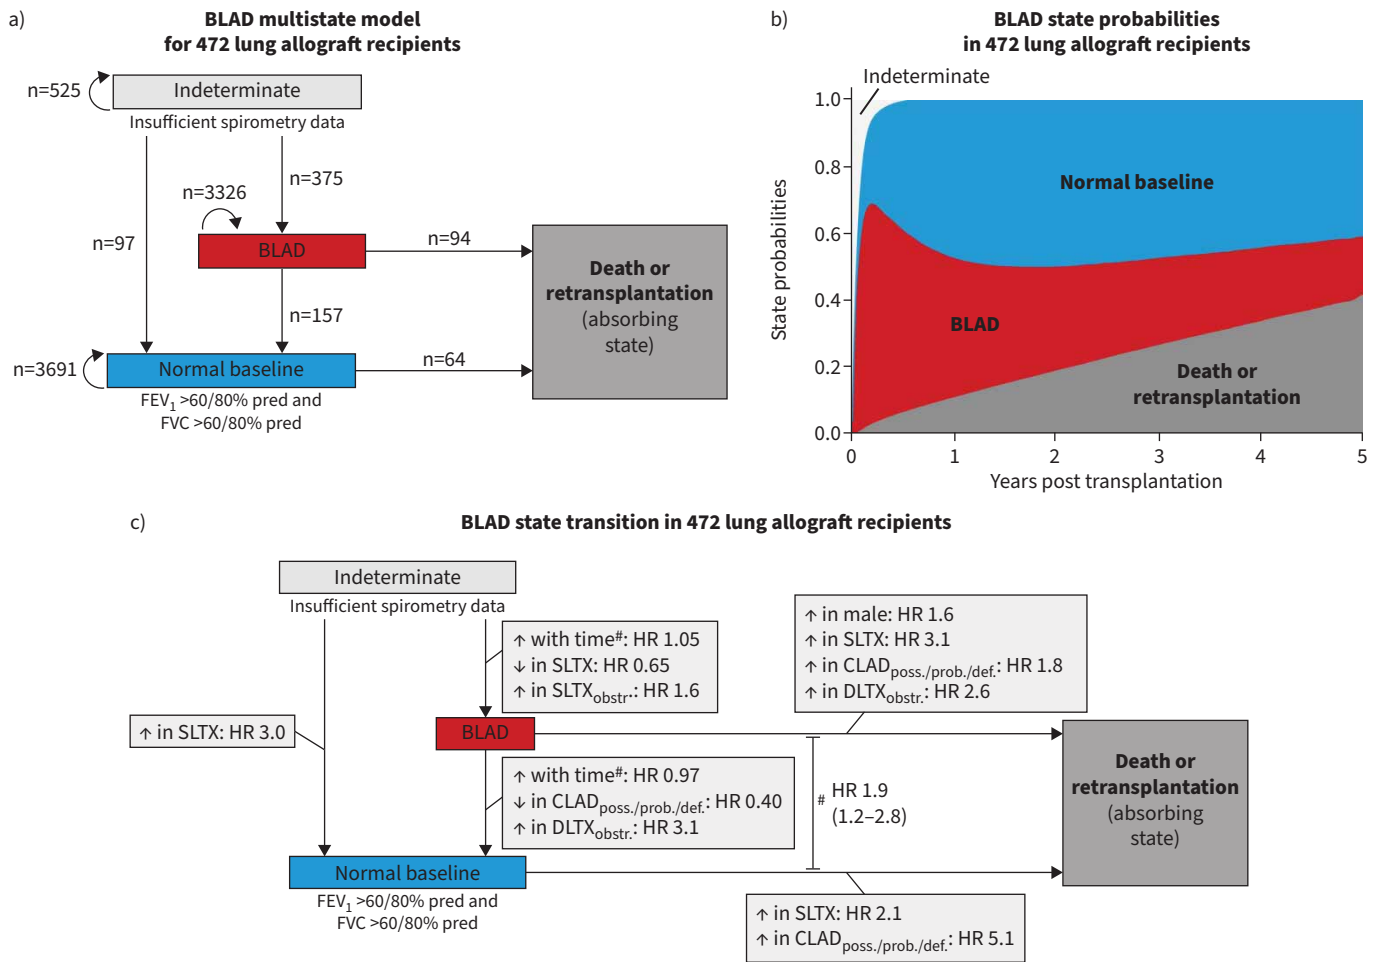 a)
BLAD multistate model
for 472 lung allograft recipients
n=525
Indeterminate
Insufficient spirometry data
n=375
n=3326
n=97
BLAD
n=94
Death or
retransplantation
(absorbing
state)
n=157
n=3691
Normal baseline
n=64
FEV1 >60/80% pred and
FVC >60/80% pred
b)
BLAD state probabilities
in 472 lung allograft recipients
Indeterminate
1.0
0.8
0.6
0.4
0.2
0.0
State probabilities
Normal baseline
BLAD
Death or
retransplantation
0 1 2 3 4 5
Years post transplantation
c)
BLAD state transition in 472 lung allograft recipients
Indeterminate
Insufficient spirometry data
↑ with time#: HR 1.05
↓ in SLTX: HR 0.65
↑ in SLTXobstr.: HR 1.6
↑ in male: HR 1.6
↑ in SLTX: HR 3.1
↑ in CLADposs./prob./def.: HR 1.8
↑ in DLTXobstr.: HR 2.6
↑ in SLTX: HR 3.0
BLAD
↑ with time#: HR 0.97
↓ in CLADposs./prob./def.: HR 0.40
↑ in DLTXobstr.: HR 3.1
# HR 1.9
(1.2–2.8)
Death or
retransplantation
(absorbing
state)
Normal baseline
FEV1 >60/80% pred and
FVC >60/80% pred
↑ in SLTX: HR 2.1
↑ in CLADposs./prob./def.: HR 5.1